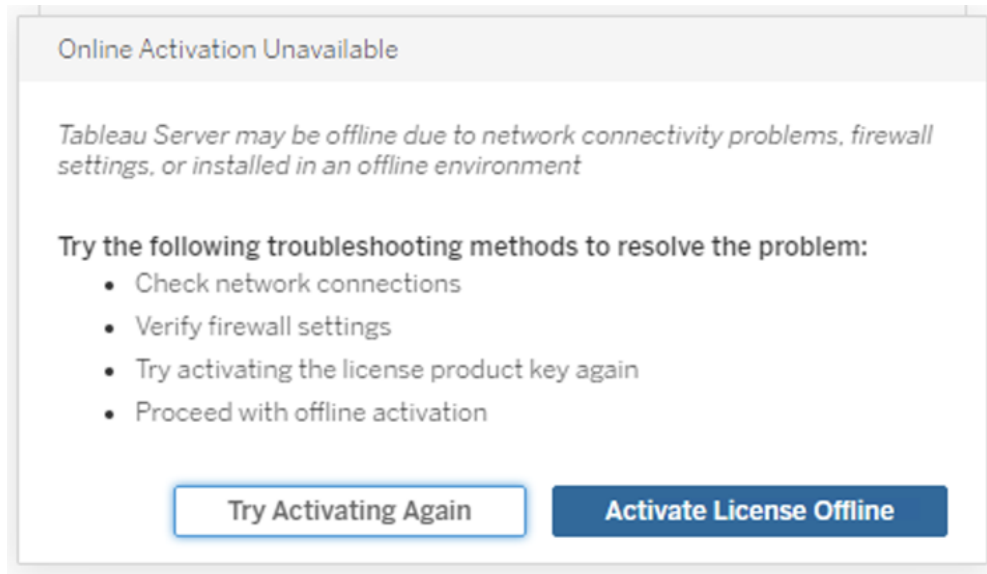 Online Activation Unavailable
Tableau Server may be offline due to network connectivity problems, firewall
settings, or installed in an offline environment
Try the following troubleshooting methods to resolve the problem:
• Check network connections
• Verify firewall settings
• Try activating the license product key again
• Proceed with offline activation
Try Activating Again Activate License Offline